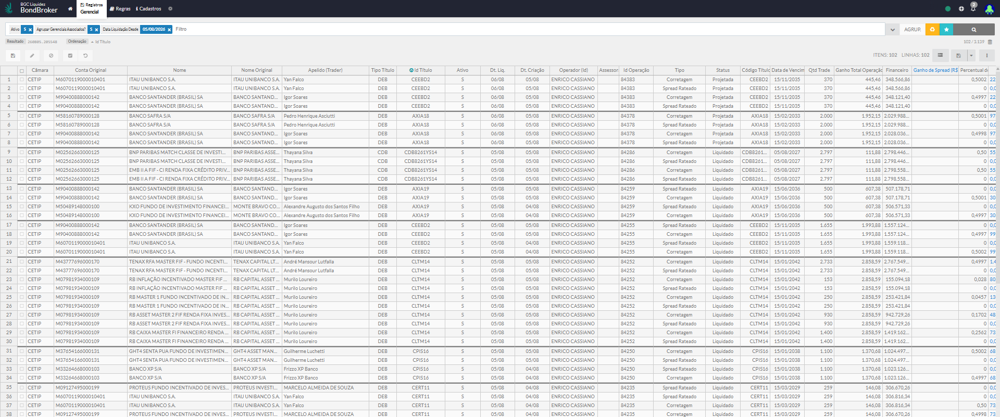 BGC Liquidez
BondBroker
Registros
Gerencial
Regras
Cadastros
2
Ativo S x Agrupar Gerenciais Associados? S x Data Liquidação Desde 05/08/2026 x Filtro
AGRUP.
Resultado 260805.205548 Ordenação Id Título
102 / 3.139
ITENS: 102 LINHAS: 102
Câmara Conta Original Nome Nome Original Apelido (Trader) Tipo Título Id Título Ativo Dt. Liq. Dt. Criação Operador (Id) Assessor Id Operação Tipo Status Código Título Data de Vencim Qtd Trade Ganho Total Operação Financeiro Ganho de Spread (R$ Percentual d
1 CETIP M6070119000010401 ITAU UNIBANCO S.A. ITAU UNIBANCO S.A. Yan Falco DEB CEEBD2 S 06/08 05/08 ENRICO CASSIANO 84383 Corretagem Projetada CEEBD2 15/11/2035 370 445,46 348.566,86 0,5002 22
2 CETIP M6070119000010401 ITAU UNIBANCO S.A. ITAU UNIBANCO S.A. Yan Falco DEB CEEBD2 S 06/08 05/08 ENRICO CASSIANO 84383 Spread Rateado Projetada CEEBD2 15/11/2035 370 445,46 348.566,86 0 0,0
3 CETIP M90400888000142 BANCO SANTANDER (BRASIL) SA BANCO SANTAND... Igor Soares DEB CEEBD2 S 06/08 05/08 ENRICO CASSIANO 84383 Corretagem Projetada CEEBD2 15/11/2035 370 445,46 348.121,40 0,4997 22
4 CETIP M90400888000142 BANCO SANTANDER (BRASIL) SA BANCO SANTAND... Igor Soares DEB CEEBD2 S 06/08 05/08 ENRICO CASSIANO 84383 Spread Rateado Projetada CEEBD2 15/11/2035 370 445,46 348.121,40 0 0,0
5 CETIP M58160789000128 BANCO SAFRA S/A BANCO SAFRA S/A Pedro Henrique Asciutti DEB AXIA18 S 06/08 05/08 ENRICO CASSIANO 84378 Corretagem Projetada AXIA18 15/02/2033 2.000 1.952,15 2.029.988... 0,5001 97
6 CETIP M58160789000128 BANCO SAFRA S/A BANCO SAFRA S/A Pedro Henrique Asciutti DEB AXIA18 S 06/08 05/08 ENRICO CASSIANO 84378 Spread Rateado Projetada AXIA18 15/02/2033 2.000 1.952,15 2.029.988... 0 0,0
7 CETIP M90400888000142 BANCO SANTANDER (BRASIL) SA BANCO SANTAND... Igor Soares DEB AXIA18 S 06/08 05/08 ENRICO CASSIANO 84378 Corretagem Projetada AXIA18 15/02/2033 2.000 1.952,15 2.028.036... 0,4998 97
8 CETIP M90400888000142 BANCO SANTANDER (BRASIL) SA BANCO SANTAND... Igor Soares DEB AXIA18 S 06/08 05/08 ENRICO CASSIANO 84378 Spread Rateado Projetada AXIA18 15/02/2033 2.000 1.952,15 2.028.036... 0 0,0
9 CETIP M02562663000125 BNP PARIBAS MATCH CLASSE DE INVESTI... BNP PARIBAS ASSE... Thayana Silva CDB CDB8261YS14 S 05/08 05/08 ENRICO CASSIANO 84286 Corretagem Liquidado CDB8261... 05/08/2027 2.797 111,88 2.798.446... 0,50 55
10 CETIP M02562663000125 BNP PARIBAS MATCH CLASSE DE INVESTI... BNP PARIBAS ASSE... Thayana Silva CDB CDB8261YS14 S 05/08 05/08 ENRICO CASSIANO 84286 Spread Rateado Liquidado CDB8261... 05/08/2027 2.797 111,88 2.798.446... 0 0,0
11 CETIP M02562663000125 EMB II A FIF - CI RENDA FIXA CRÉDITO PRIV... BNP PARIBAS ASSE... Thayana Silva CDB CDB8261YS14 S 05/08 05/08 ENRICO CASSIANO 84286 Corretagem Liquidado CDB8261... 05/08/2027 2.797 111,88 2.798.558... 0,50 55
12 CETIP M02562663000125 EMB II A FIF - CI RENDA FIXA CRÉDITO PRIV... BNP PARIBAS ASSE... Thayana Silva CDB CDB8261YS14 S 05/08 05/08 ENRICO CASSIANO 84286 Spread Rateado Liquidado CDB8261... 05/08/2027 2.797 111,88 2.798.558... 0 0,0
13 CETIP M90400888000142 BANCO SANTANDER (BRASIL) SA BANCO SANTAND... Igor Soares DEB AXIA19 S 05/08 05/08 ENRICO CASSIANO 84259 Spread Rateado Liquidado AXIA19 15/06/2036 500 607,38 507.178,71 0 0,0
14 CETIP M90400888000142 BANCO SANTANDER (BRASIL) SA BANCO SANTAND... Igor Soares DEB AXIA19 S 05/08 05/08 ENRICO CASSIANO 84259 Corretagem Liquidado AXIA19 15/06/2036 500 607,38 507.178,71 0,5001 30
15 CETIP M50489148000100 KXO FUNDO DE INVESTIMENTO FINANCEI... MONTE BRAVO CO... Alexandre Augusto dos Santos Filho DEB AXIA19 S 05/08 04/08 ENRICO CASSIANO 84259 Spread Rateado Liquidado AXIA19 15/06/2036 500 607,38 506.571,33 0 0,0
16 CETIP M50489148000100 KXO FUNDO DE INVESTIMENTO FINANCEI... MONTE BRAVO CO... Alexandre Augusto dos Santos Filho DEB AXIA19 S 05/08 04/08 ENRICO CASSIANO 84259 Corretagem Liquidado AXIA19 15/06/2036 500 607,38 506.571,33 0,4997 30
17 CETIP M90400888000142 BANCO SANTANDER (BRASIL) SA BANCO SANTAND... Igor Soares DEB CEEBD2 S 05/08 05/08 ENRICO CASSIANO 84255 Spread Rateado Liquidado CEEBD2 15/11/2035 1.655 1.993,88 1.557.124... 0 0,0
18 CETIP M90400888000142 BANCO SANTANDER (BRASIL) SA BANCO SANTAND... Igor Soares DEB CEEBD2 S 05/08 05/08 ENRICO CASSIANO 84255 Corretagem Liquidado CEEBD2 15/11/2035 1.655 1.993,88 1.557.124... 0,4997 99
19 CETIP M6070119000010401 ITAU UNIBANCO S.A. ITAU UNIBANCO S.A. Yan Falco DEB CEEBD2 S 05/08 04/08 ENRICO CASSIANO 84255 Spread Rateado Liquidado CEEBD2 15/11/2035 1.655 1.993,88 1.559.118... 0 0,0
20 CETIP M6070119000010401 ITAU UNIBANCO S.A. ITAU UNIBANCO S.A. Yan Falco DEB CEEBD2 S 05/08 04/08 ENRICO CASSIANO 84255 Corretagem Liquidado CEEBD2 15/11/2035 1.655 1.993,88 1.559.118... 0,5002 99
21 CETIP M43777696000170 TENAX RFA MASTER FIF - FUNDO INCENTI... TENAX CAPITAL LT... André Mansour Lutfalla DEB CLTM14 S 05/08 05/08 ENRICO CASSIANO 84252 Corretagem Liquidado CLTM14 15/01/2042 2.733 2.858,59 2.767.549... 0,4997 1.4
22 CETIP M43777696000170 TENAX RFA MASTER FIF - FUNDO INCENTI... TENAX CAPITAL LT... André Mansour Lutfalla DEB CLTM14 S 05/08 05/08 ENRICO CASSIANO 84252 Spread Rateado Liquidado CLTM14 15/01/2042 2.733 2.858,59 2.767.549... 0 0,0
23 CETIP M07981934000109 RB INFLAÇÃO INCENTIVADO MASTER FIF ... RB CAPITAL ASSET ... Murilo Loureiro DEB CLTM14 S 05/08 05/08 ENRICO CASSIANO 84252 Corretagem Liquidado CLTM14 15/01/2042 153 2.858,59 155.094,18 0,028 80
24 CETIP M07981934000109 RB INFLAÇÃO INCENTIVADO MASTER FIF ... RB CAPITAL ASSET ... Murilo Loureiro DEB CLTM14 S 05/08 05/08 ENRICO CASSIANO 84252 Spread Rateado Liquidado CLTM14 15/01/2042 153 2.858,59 155.094,18 0 0,0
25 CETIP M07981934000109 RB MASTER 1 FUNDO INCENTIVADO DE IN... RB CAPITAL ASSET ... Murilo Loureiro DEB CLTM14 S 05/08 05/08 ENRICO CASSIANO 84252 Corretagem Liquidado CLTM14 15/01/2042 250 2.858,59 253.421,84 0,0457 13
26 CETIP M07981934000109 RB MASTER 1 FUNDO INCENTIVADO DE IN... RB CAPITAL ASSET ... Murilo Loureiro DEB CLTM14 S 05/08 05/08 ENRICO CASSIANO 84252 Spread Rateado Liquidado CLTM14 15/01/2042 250 2.858,59 253.421,84 0 0,0
27 CETIP M07981934000109 RB ASSET MASTER 2 FIF RENDA FIXA INVES... RB CAPITAL ASSET ... Murilo Loureiro DEB CLTM14 S 05/08 05/08 ENRICO CASSIANO 84252 Corretagem Liquidado CLTM14 15/01/2042 930 2.858,59 942.729,26 0,1702 48
28 CETIP M07981934000109 RB ASSET MASTER 2 FIF RENDA FIXA INVES... RB CAPITAL ASSET ... Murilo Loureiro DEB CLTM14 S 05/08 05/08 ENRICO CASSIANO 84252 Spread Rateado Liquidado CLTM14 15/01/2042 930 2.858,59 942.729,26 0 0,0
29 CETIP M07981934000109 RB CAIXA MASTER FI FINANCEIRO RENDA ... RB CAPITAL ASSET ... Murilo Loureiro DEB CLTM14 S 05/08 05/08 ENRICO CASSIANO 84252 Corretagem Liquidado CLTM14 15/01/2042 1.400 2.858,59 1.419.162... 0,2562 73
30 CETIP M07981934000109 RB CAIXA MASTER FI FINANCEIRO RENDA ... RB CAPITAL ASSET ... Murilo Loureiro DEB CLTM14 S 05/08 05/08 ENRICO CASSIANO 84252 Spread Rateado Liquidado CLTM14 15/01/2042 1.400 2.858,59 1.419.162... 0 0,0
31 CETIP M37654166000131 GHT4 SENTA PUA FUNDO DE INVESTIMEN... GHT4 ASSET MAN... Guilherme Luchetti DEB CPIS16 S 05/08 05/08 ENRICO CASSIANO 84250 Corretagem Liquidado CPIS16 15/01/2038 1.100 1.370,68 1.024.497... 0,5002 68
32 CETIP M37654166000131 GHT4 SENTA PUA FUNDO DE INVESTIMEN... GHT4 ASSET MAN... Guilherme Luchetti DEB CPIS16 S 05/08 05/08 ENRICO CASSIANO 84250 Spread Rateado Liquidado CPIS16 15/01/2038 1.100 1.370,68 1.024.497... 0 0,0
33 CETIP M33264668000103 BANCO XP S/A BANCO XP S/A Frizzo XP Banco DEB CPIS16 S 05/08 04/08 ENRICO CASSIANO 84250 Spread Rateado Liquidado CPIS16 15/01/2038 1.100 1.370,68 1.023.126... 0 0,0
34 CETIP M33264668000103 BANCO XP S/A BANCO XP S/A Frizzo XP Banco DEB CPIS16 S 05/08 04/08 ENRICO CASSIANO 84250 Corretagem Liquidado CPIS16 15/01/2038 1.100 1.370,68 1.023.126... 0,4997 68
35 CETIP M09127495000199 PROTEUS FUNDO INCENTIVADO DE INVES... PROTEUS INVESTI... MARCELO ALMEIDA DE SOUZA DEB CERT11 S 05/08 04/08 ENRICO CASSIANO 84235 Spread Rateado Liquidado CERT11 15/03/2029 259 146,08 306.670,26 0 0,0
36 CETIP M6070119000010401 ITAU UNIBANCO S.A. ITAU UNIBANCO S.A. Yan Falco DEB CERT11 S 05/08 04/08 ENRICO CASSIANO 84235 Spread Rateado Liquidado CERT11 15/03/2029 259 146,08 306.816,34 0 0,0
37 CETIP M6070119000010401 ITAU UNIBANCO S.A. ITAU UNIBANCO S.A. Yan Falco DEB CERT11 S 05/08 04/08 ENRICO CASSIANO 84235 Corretagem Liquidado CERT11 15/03/2029 259 146,08 306.816,34 0,50 73
38 CETIP M09127495000199 PROTEUS FUNDO INCENTIVADO DE INVES... PROTEUS INVESTI... MARCELO ALMEIDA DE SOUZA DEB CERT11 S 05/08 04/08 ENRICO CASSIANO 84235 Corretagem Liquidado CERT11 15/03/2029 259 146,08 306.670,26 0,4998 73